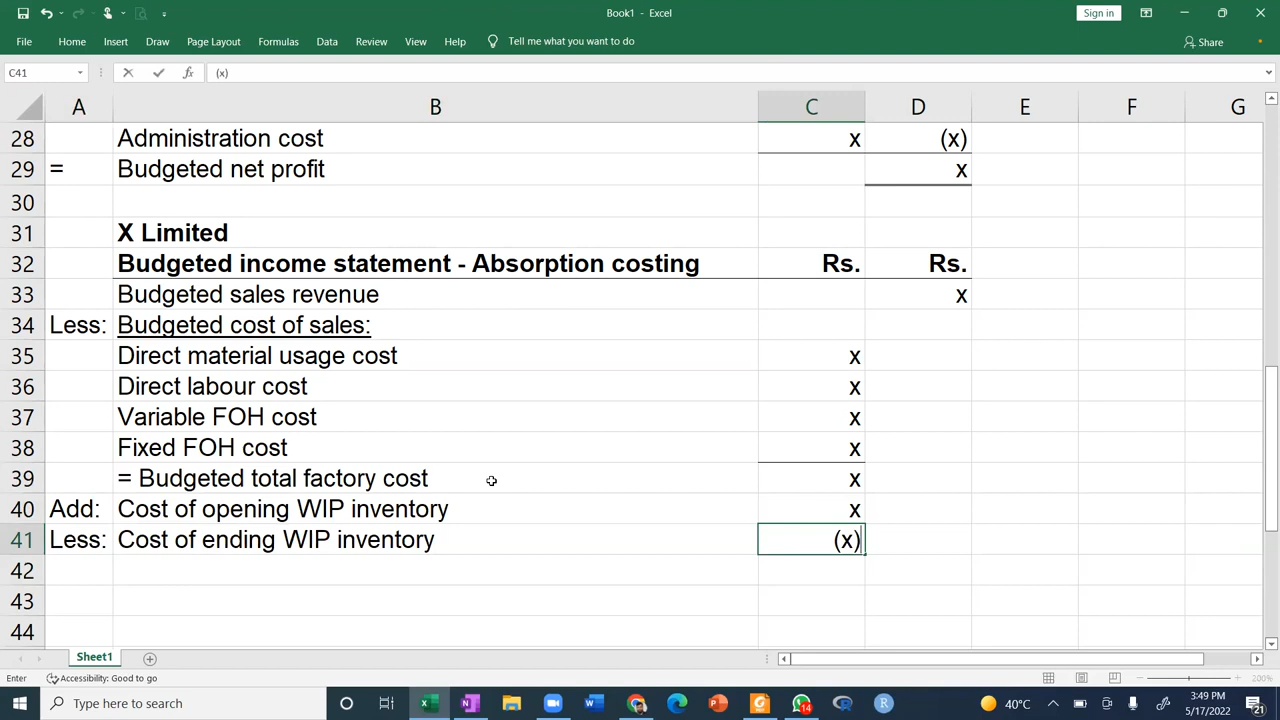 Book1 - Excel
Sign in
File Home Insert Draw Page Layout Formulas Data Review View Help Tell me what you want to do Share
C41 fx (x)
A B C D E F G
28 Administration cost x (x)
29 = Budgeted net profit x
30
31 X Limited
32 Budgeted income statement - Absorption costing Rs. Rs.
33 Budgeted sales revenue x
34 Less: Budgeted cost of sales:
35 Direct material usage cost x
36 Direct labour cost x
37 Variable FOH cost x
38 Fixed FOH cost x
39 = Budgeted total factory cost x
40 Add: Cost of opening WIP inventory x
41 Less: Cost of ending WIP inventory (x)
42
43
44
Sheet1
Enter Accessibility: Good to go 200%
Type here to search 14 40°C 3:49 PM
5/17/2022 21